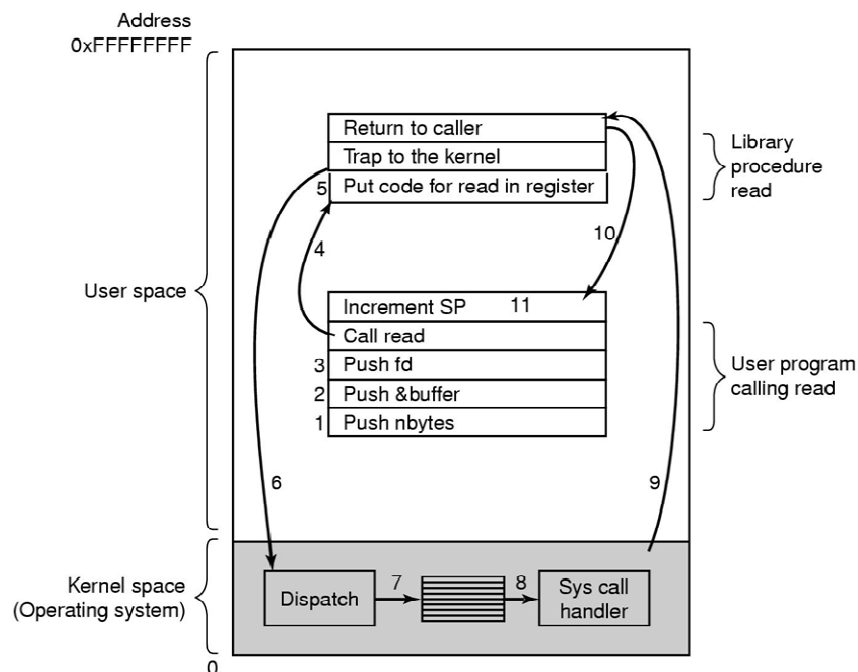 Address
0xFFFFFFFF
Return to caller
Trap to the kernel
5 Put code for read in register
Library
procedure
read
4
10
User space
Increment SP 11
Call read
3 Push fd
2 Push &buffer
1 Push nbytes
User program
calling read
6
9
Kernel space
(Operating system)
Dispatch
7
8
Sys call
handler
0